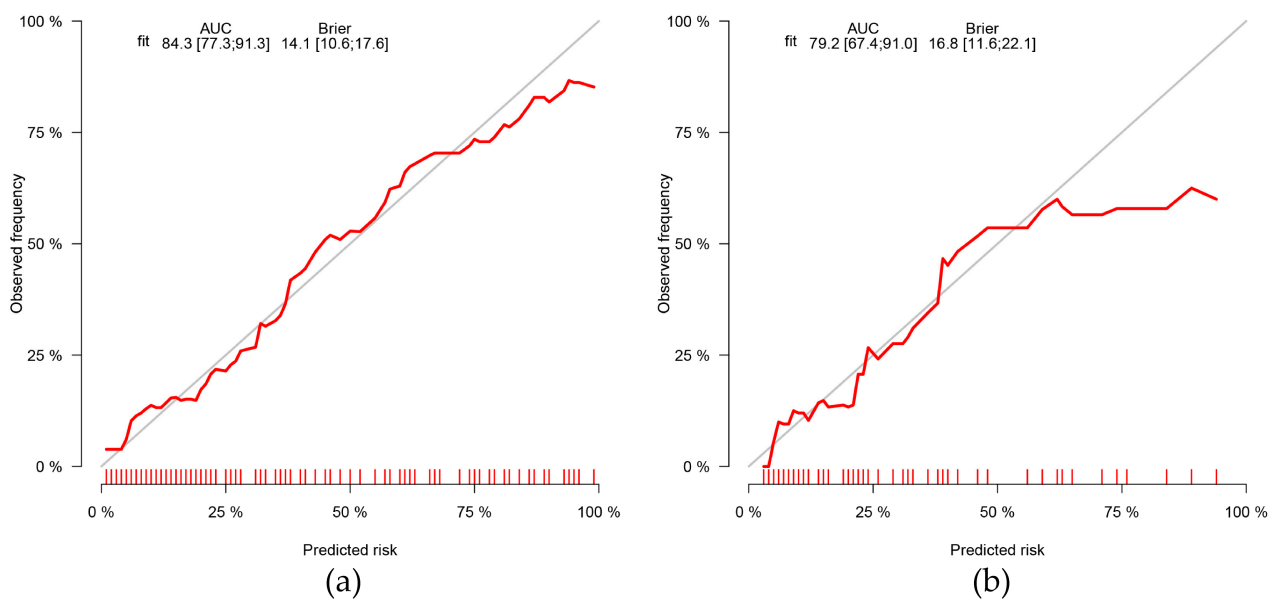 AUC Brier
fit 84.3 [77.3;91.3] 14.1 [10.6;17.6]
100 %
75 %
50 %
25 %
0 %
Observed frequency
0 % 25 % 50 % 75 % 100 %
Predicted risk
(a)
AUC Brier
fit 79.2 [67.4;91.0] 16.8 [11.6;22.1]
100 %
75 %
50 %
25 %
0 %
Observed frequency
0 % 25 % 50 % 75 % 100 %
Predicted risk
(b)